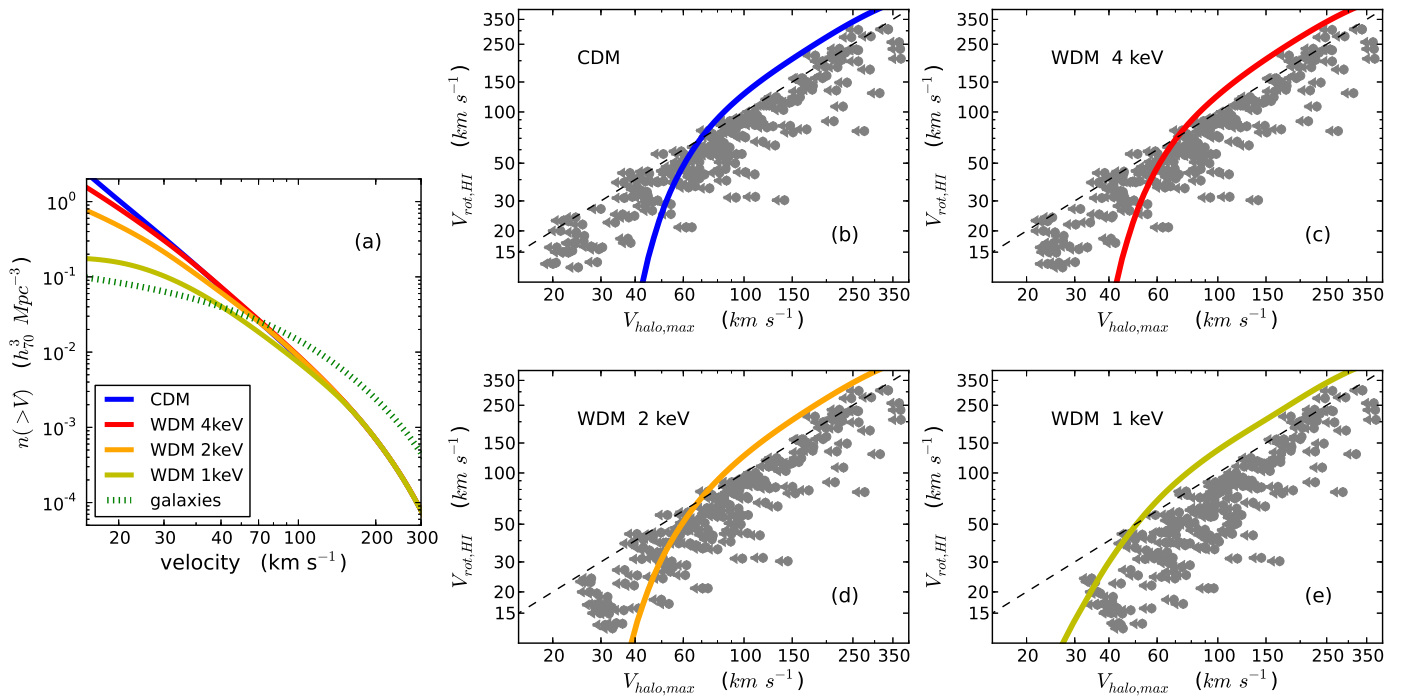 10⁰
10⁻¹
10⁻²
10⁻³
10⁻⁴
n(>V) (h³₇₀ Mpc⁻³)
(a)
CDM
WDM 4keV
WDM 2keV
WDM 1keV
galaxies
20 30 40 50 70 100 200 300
velocity (km s⁻¹)
350
250
150
100
50
30
20
15
V_rot,HI (km s⁻¹)
CDM
(b)
20 30 40 60 100 150 250 350
V_halo,max (km s⁻¹)
350
250
150
100
50
30
20
15
V_rot,HI (km s⁻¹)
WDM 4 keV
(c)
20 30 40 60 100 150 250 350
V_halo,max (km s⁻¹)
350
250
150
100
50
30
20
15
V_rot,HI (km s⁻¹)
WDM 2 keV
(d)
20 30 40 60 100 150 250 350
V_halo,max (km s⁻¹)
350
250
150
100
50
30
20
15
V_rot,HI (km s⁻¹)
WDM 1 keV
(e)
20 30 40 60 100 150 250 350
V_halo,max (km s⁻¹)